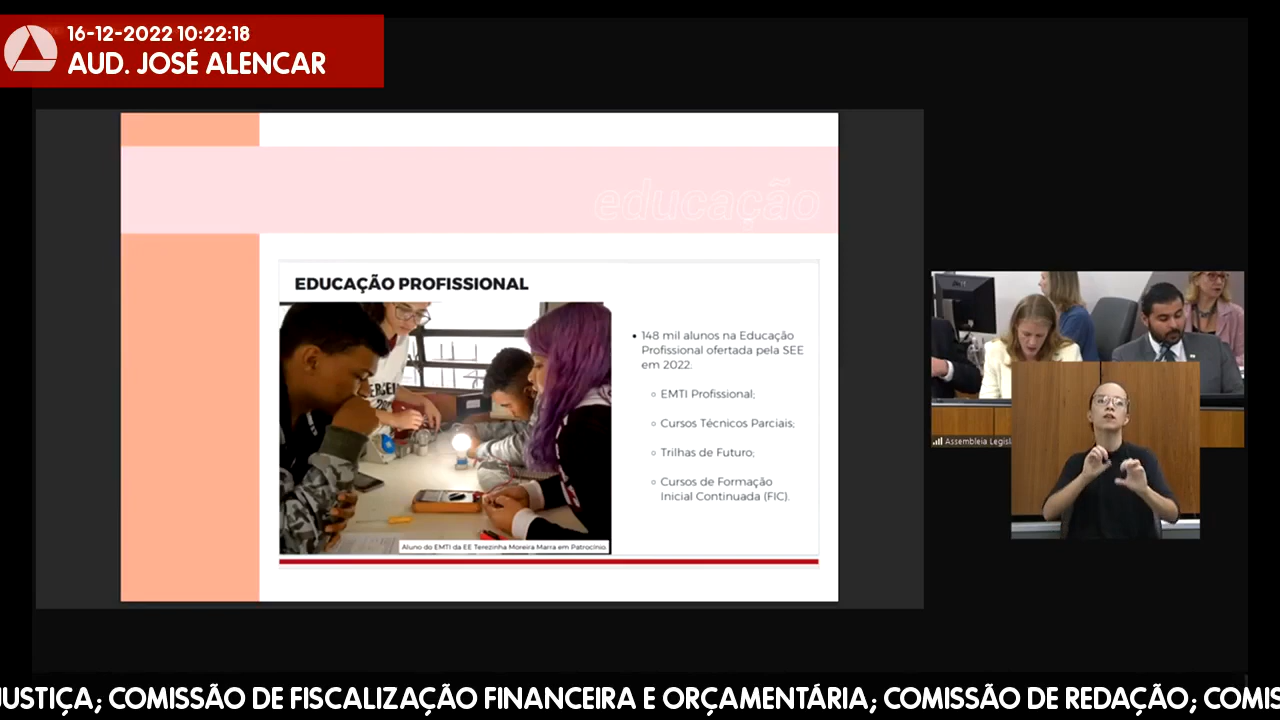 16-12-2022 10:22:18
AUD. JOSÉ ALENCAR
educação
EDUCAÇÃO PROFISSIONAL
• 148 mil alunos na Educação
Profissional ofertada pela SEE
em 2022.
○ EMTI Profissional;
○ Cursos Técnicos Parciais;
○ Trilhas de Futuro;
○ Cursos de Formação
Inicial Continuada (FIC).
Aluno do EMTI da EE Terezinha Moreira Marra em Patrocínio.
Assembleia Legisl
JUSTIÇA; COMISSÃO DE FISCALIZAÇÃO FINANCEIRA E ORÇAMENTÁRIA; COMISSÃO DE REDAÇÃO; COMIS